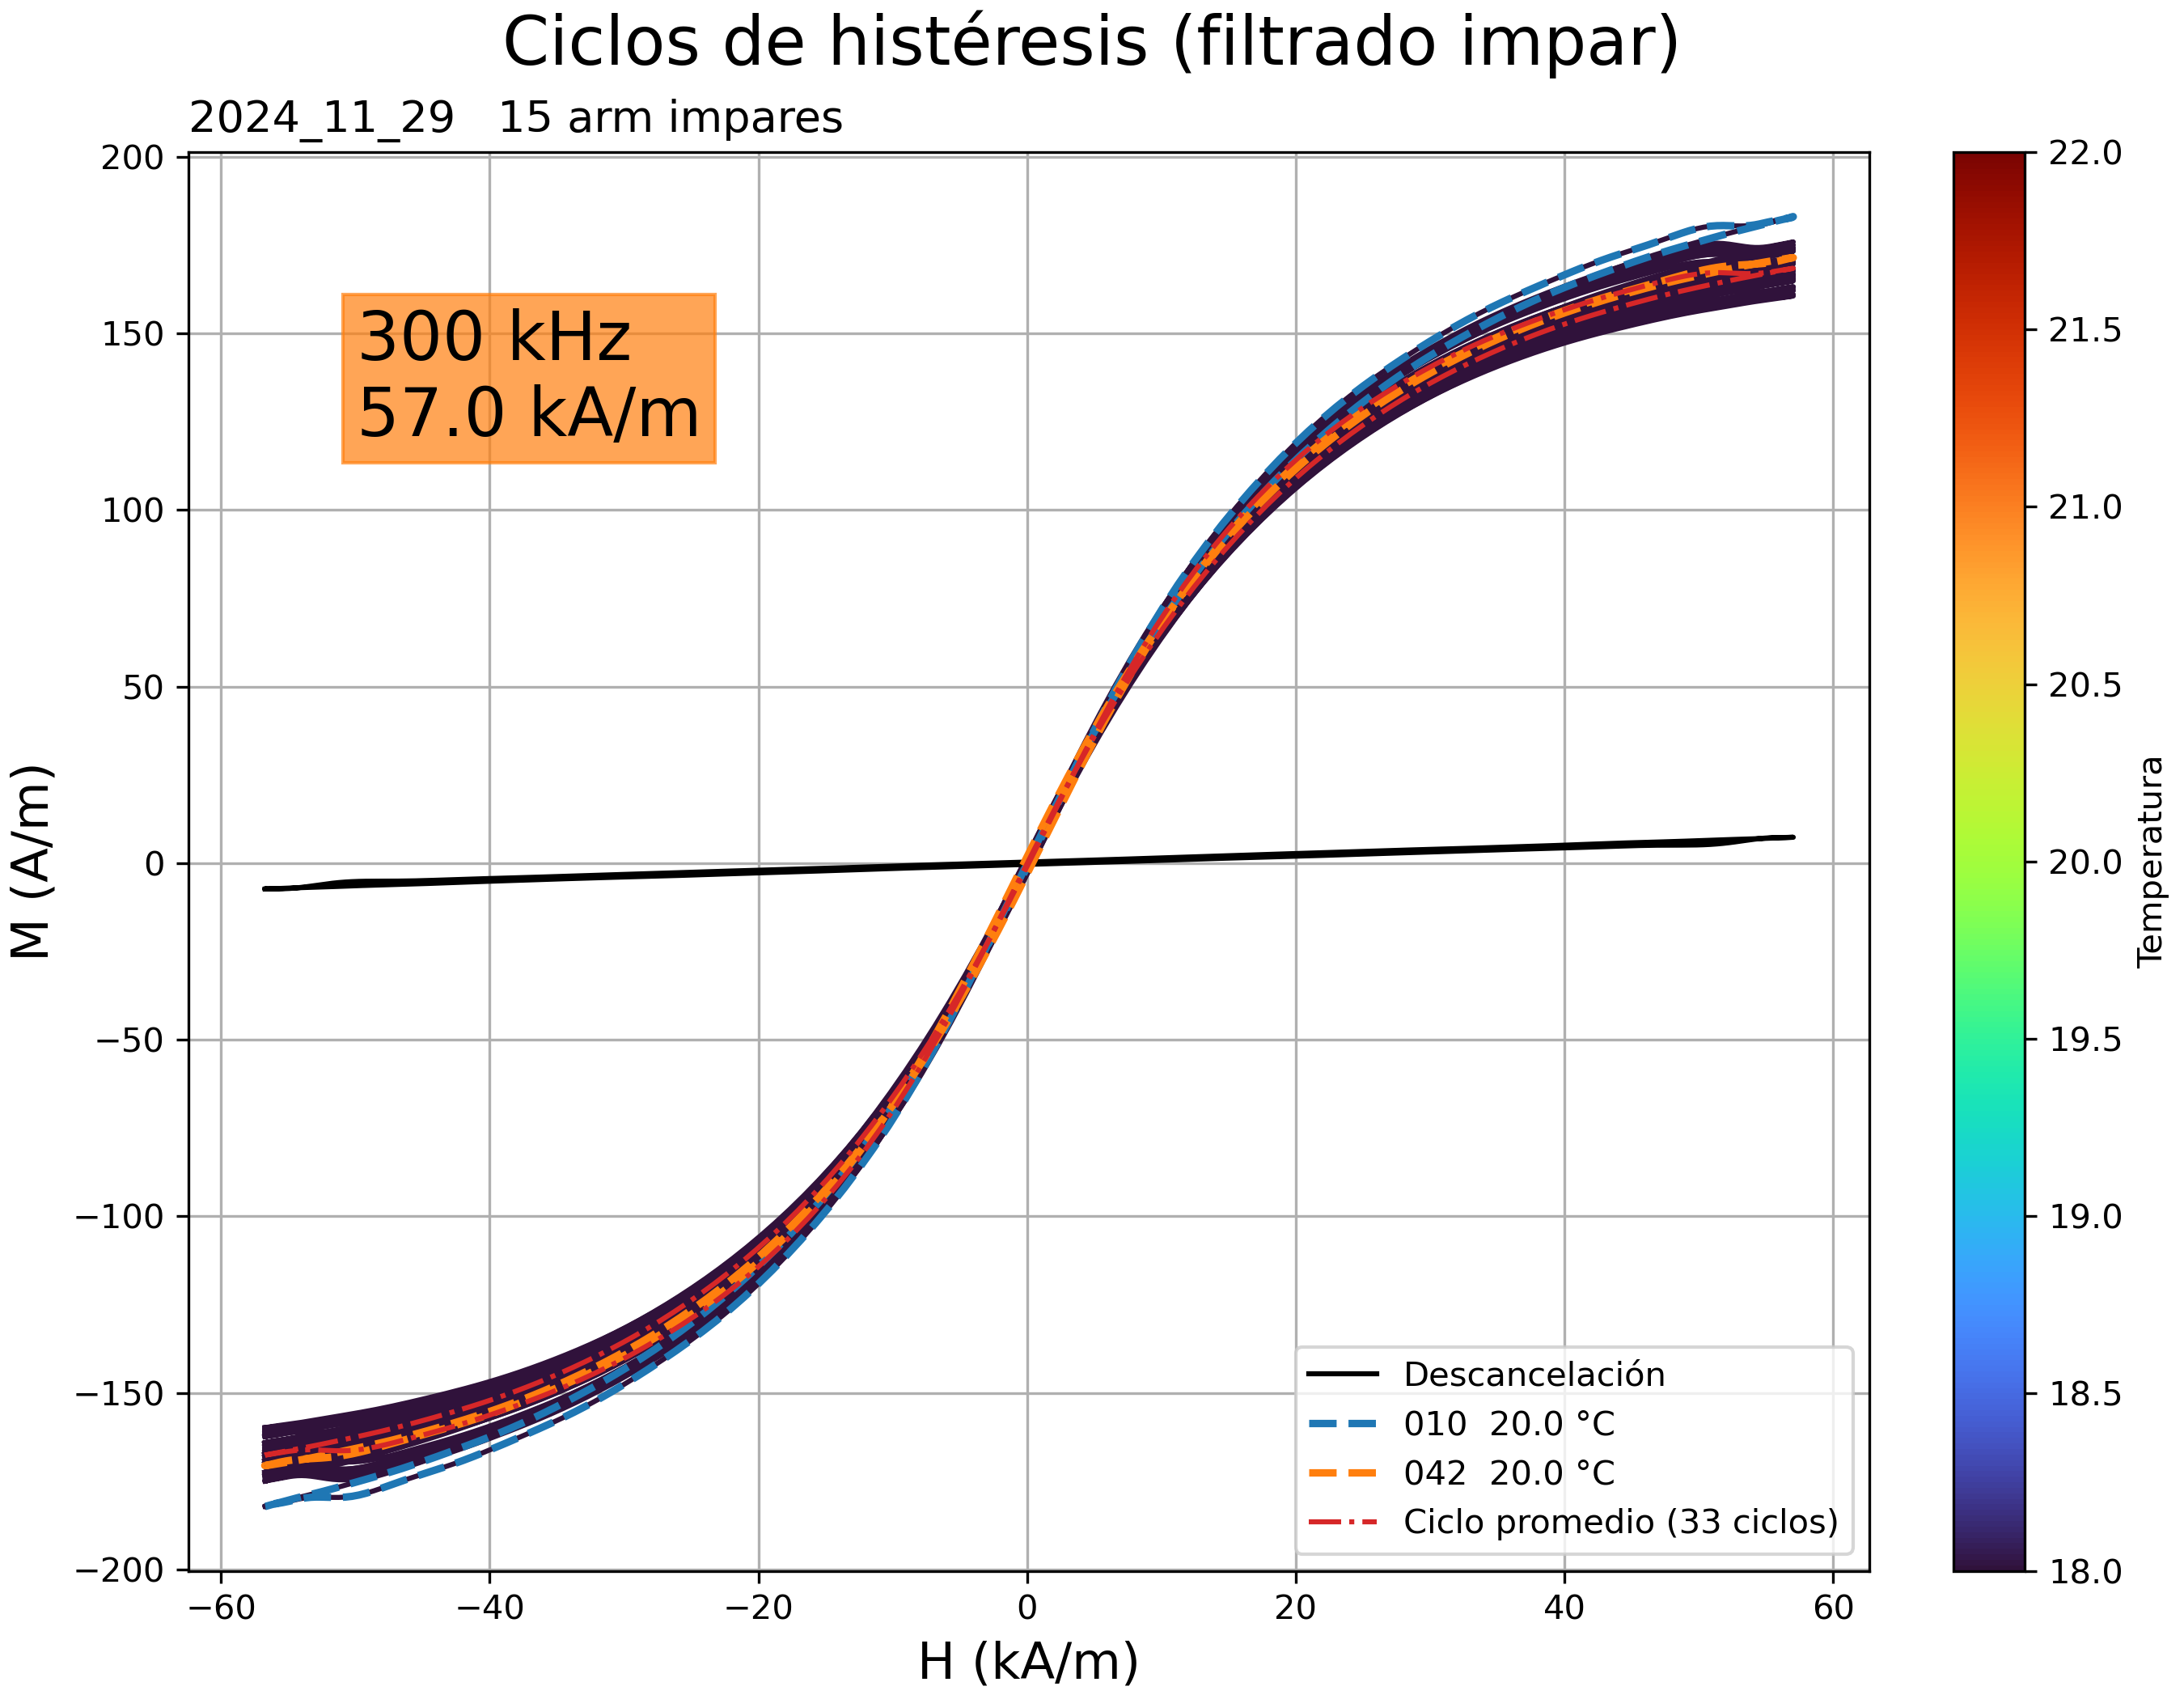 Ciclos de histéresis (filtrado impar)
2024_11_29   15 arm impares
200
150
100
50
0
−50
−100
−150
−200
M (A/m)
300 kHz
57.0 kA/m
Descancelación
010  20.0 °C
042  20.0 °C
Ciclo promedio (33 ciclos)
−60
−40
−20
0
20
40
60
H (kA/m)
22.0
21.5
21.0
20.5
20.0
19.5
19.0
18.5
18.0
Temperatura